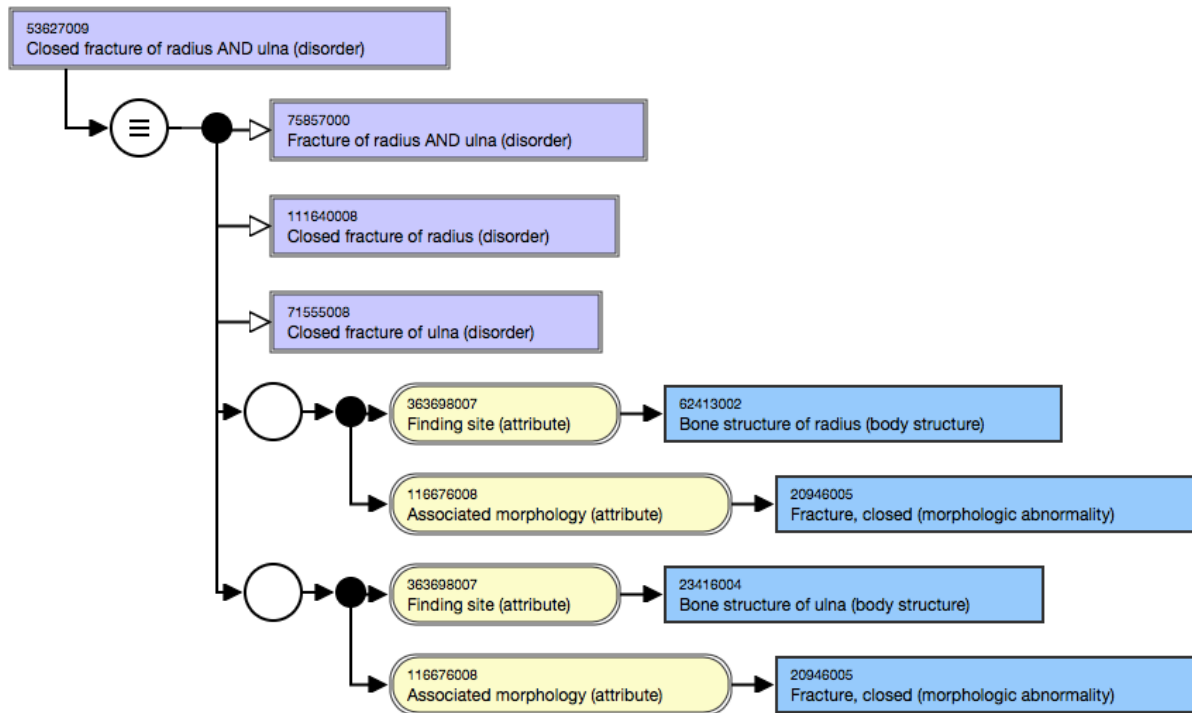 53627009
Closed fracture of radius AND ulna (disorder)
75857000
Fracture of radius AND ulna (disorder)
111640008
Closed fracture of radius (disorder)
71555008
Closed fracture of ulna (disorder)
363698007
Finding site (attribute)
62413002
Bone structure of radius (body structure)
116676008
Associated morphology (attribute)
20946005
Fracture, closed (morphologic abnormality)
363698007
Finding site (attribute)
23416004
Bone structure of ulna (body structure)
116676008
Associated morphology (attribute)
20946005
Fracture, closed (morphologic abnormality)